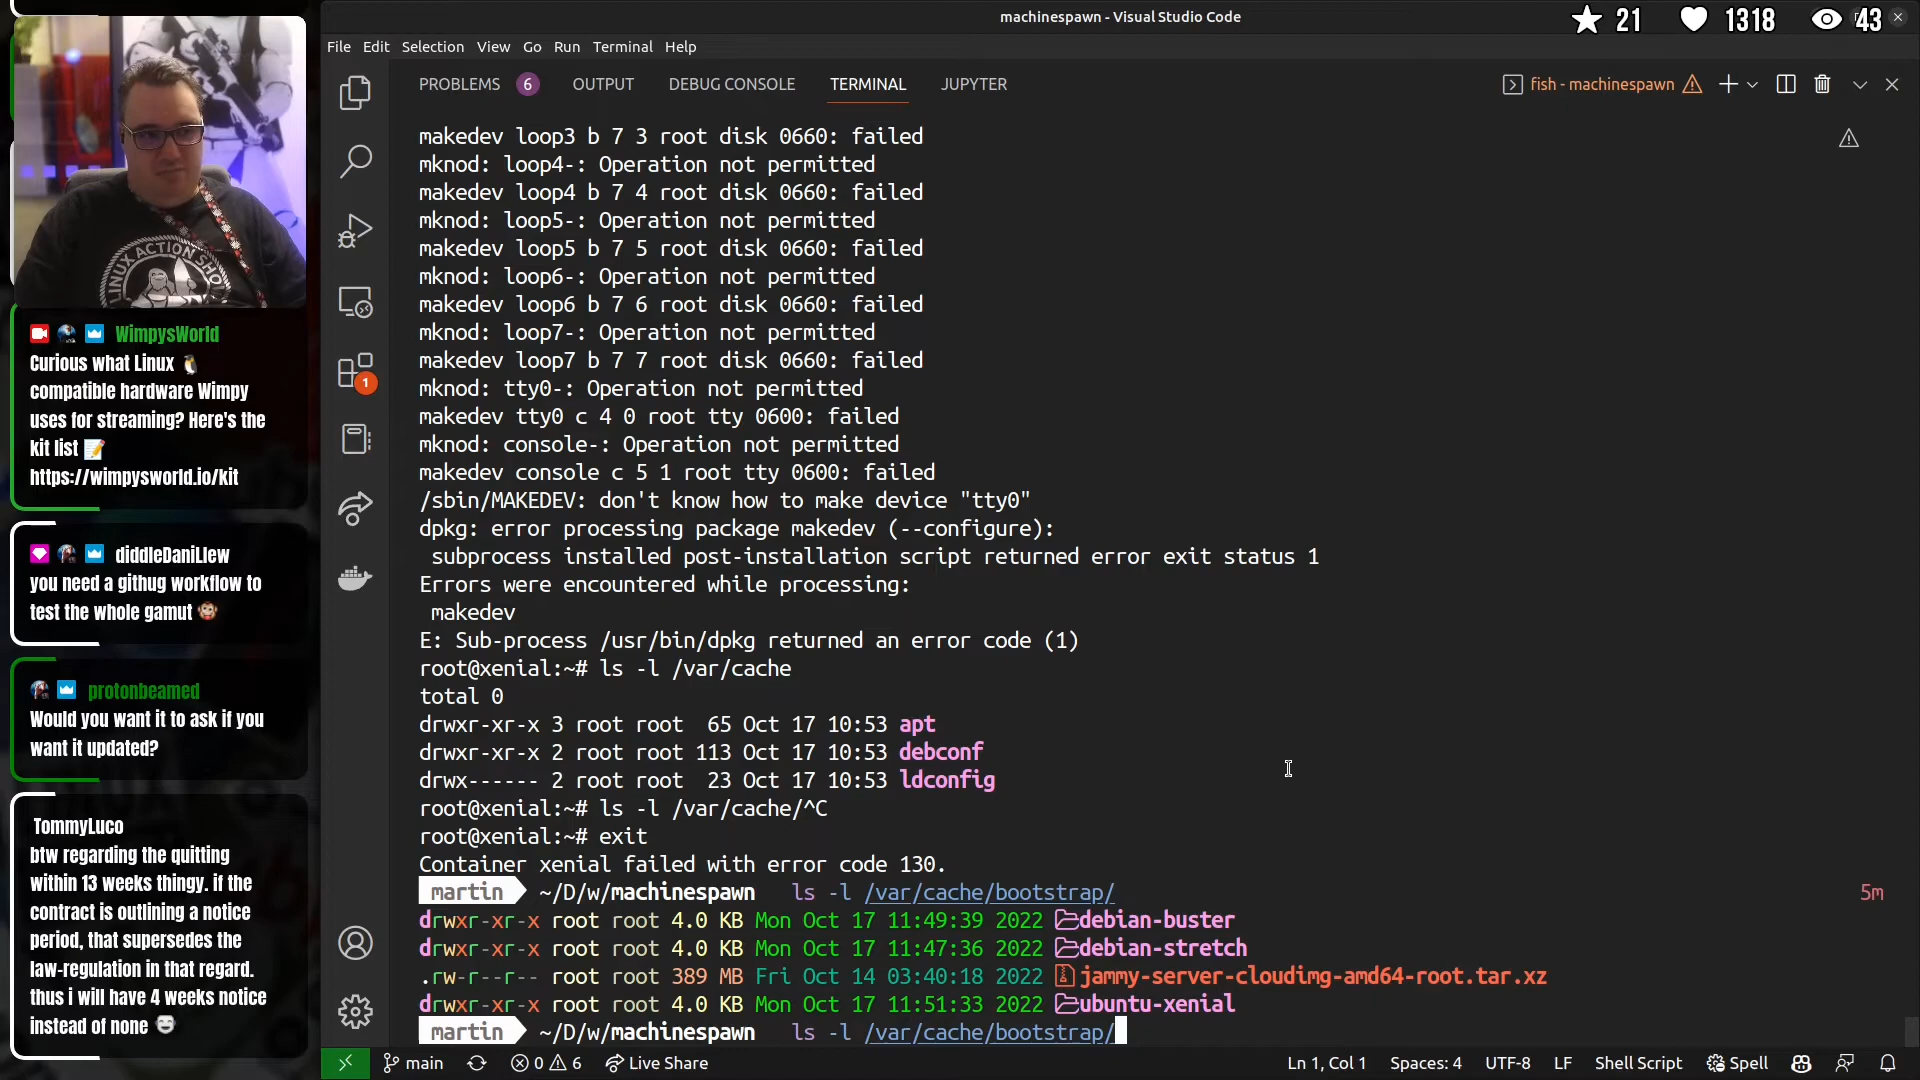 machinespawn - Visual Studio Code
21
1318
43
File Edit Selection View Go Run Terminal Help
PROBLEMS 6 OUTPUT DEBUG CONSOLE TERMINAL JUPYTER
fish - machinespawn
makedev loop3 b 7 3 root disk 0660: failed
mknod: loop4-: Operation not permitted
makedev loop4 b 7 4 root disk 0660: failed
mknod: loop5-: Operation not permitted
makedev loop5 b 7 5 root disk 0660: failed
mknod: loop6-: Operation not permitted
makedev loop6 b 7 6 root disk 0660: failed
mknod: loop7-: Operation not permitted
makedev loop7 b 7 7 root disk 0660: failed
mknod: tty0-: Operation not permitted
makedev tty0 c 4 0 root tty 0600: failed
mknod: console-: Operation not permitted
makedev console c 5 1 root tty 0600: failed
/sbin/MAKEDEV: don't know how to make device "tty0"
dpkg: error processing package makedev (--configure):
subprocess installed post-installation script returned error exit status 1
Errors were encountered while processing:
makedev
E: Sub-process /usr/bin/dpkg returned an error code (1)
root@xenial:~# ls -l /var/cache
total 0
drwxr-xr-x 3 root root 65 Oct 17 10:53 apt
drwxr-xr-x 2 root root 113 Oct 17 10:53 debconf
drwx------ 2 root root 23 Oct 17 10:53 ldconfig
root@xenial:~# ls -l /var/cache/^C
root@xenial:~# exit
Container xenial failed with error code 130.
martin ~/D/w/machinespawn ls -l /var/cache/bootstrap/ 5m
drwxr-xr-x root root 4.0 KB Mon Oct 17 11:49:39 2022 debian-buster
drwxr-xr-x root root 4.0 KB Mon Oct 17 11:47:36 2022 debian-stretch
.rw-r--r-- root root 389 MB Fri Oct 14 03:40:18 2022 jammy-server-cloudimg-amd64-root.tar.xz
drwxr-xr-x root root 4.0 KB Mon Oct 17 11:51:33 2022 ubuntu-xenial
martin ~/D/w/machinespawn ls -l /var/cache/bootstrap/
1
main 0 6 Live Share Ln 1, Col 1 Spaces: 4 UTF-8 LF Shell Script Spell
LINUX ACTION SHOW
WimpysWorld
Curious what Linux 🐧
compatible hardware Wimpy
uses for streaming? Here's the
kit list 📝
https://wimpysworld.io/kit
diddleDaniLlew
you need a githug workflow to
test the whole gamut 🐵
protonbeamed
Would you want it to ask if you
want it updated?
TommyLuco
btw regarding the quitting
within 13 weeks thingy. if the
contract is outlining a notice
period, that supersedes the
law-regulation in that regard.
thus i will have 4 weeks notice
instead of none 😇